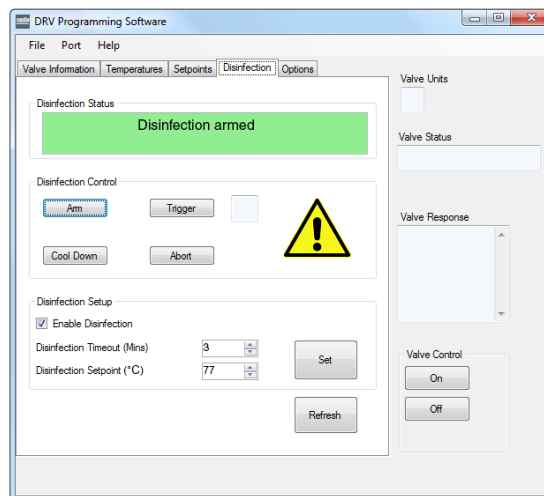 DRV Programming Software
File Port Help
Valve Information Temperatures Setpoints Disinfection Options
Disinfection Status
Disinfection armed
Disinfection Control
Arm Trigger
Cool Down Abort
Disinfection Setup
Enable Disinfection
Disinfection Timeout (Mins) 3
Disinfection Setpoint (°C) 77
Set
Refresh
Valve Units
Valve Status
Valve Response
Valve Control
On
Off